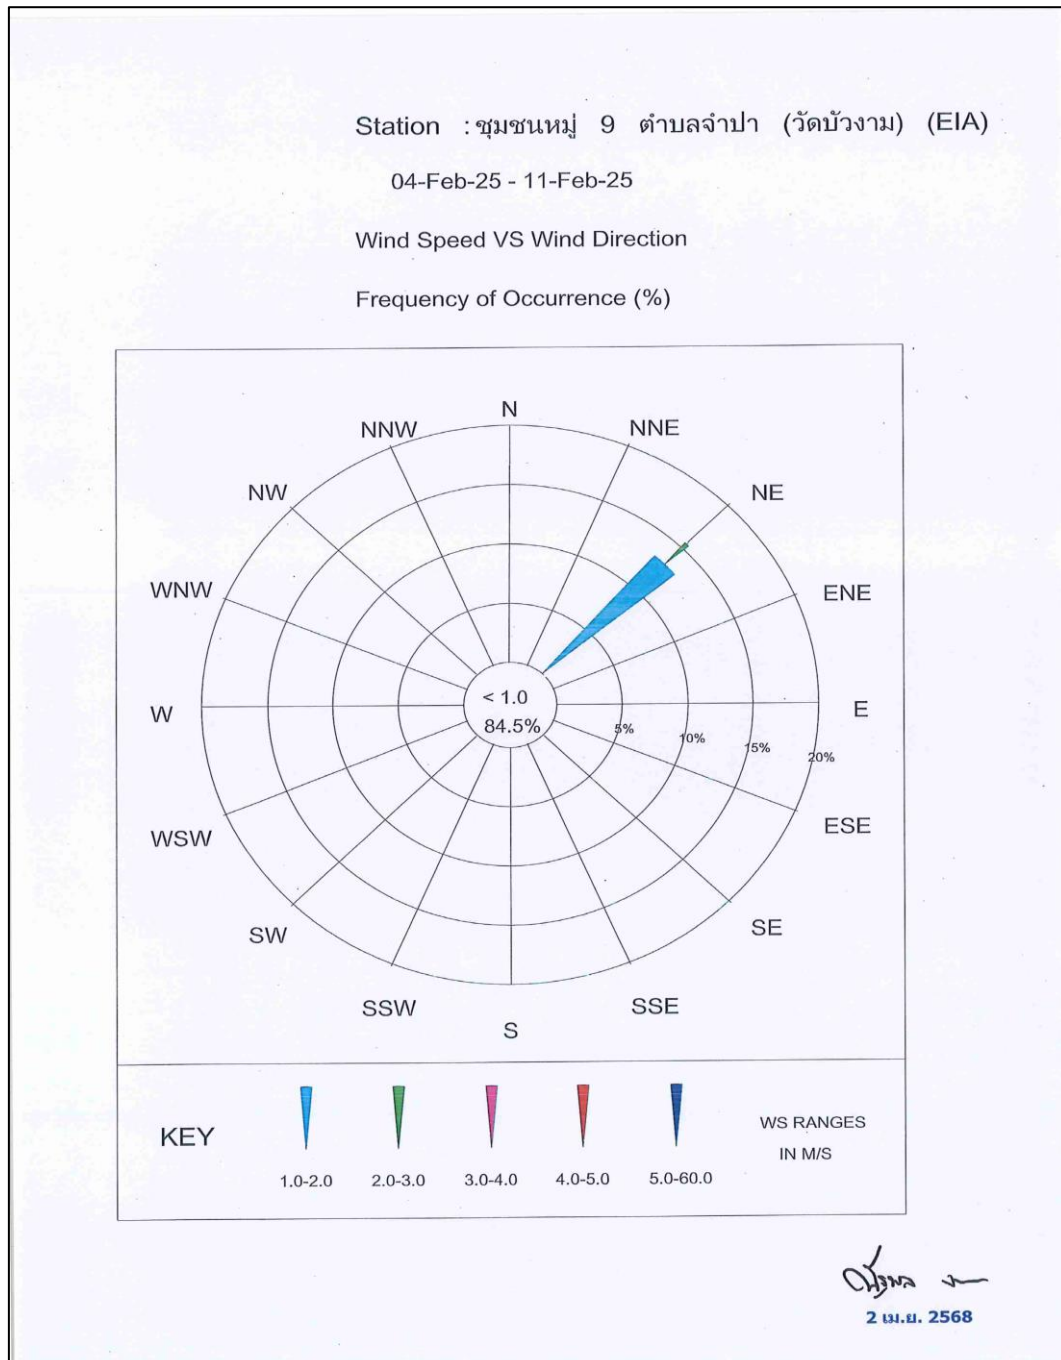 Station : ชุมชนหมู่ 9 ตำบลจำปา (วัดบัวงาม) (EIA)
04-Feb-25 - 11-Feb-25
Wind Speed VS Wind Direction
Frequency of Occurrence (%)
N
NNW
NNE
NW
NE
WNW
ENE
< 1.0
W
E
84.5%
5%
10%
15%
20%
WSW
ESE
SW
SE
SSW
SSE
S
KEY
WS RANGES
IN M/S
1.0-2.0
2.0-3.0
3.0-4.0
4.0-5.0
5.0-60.0
2 เม.ย. 2568